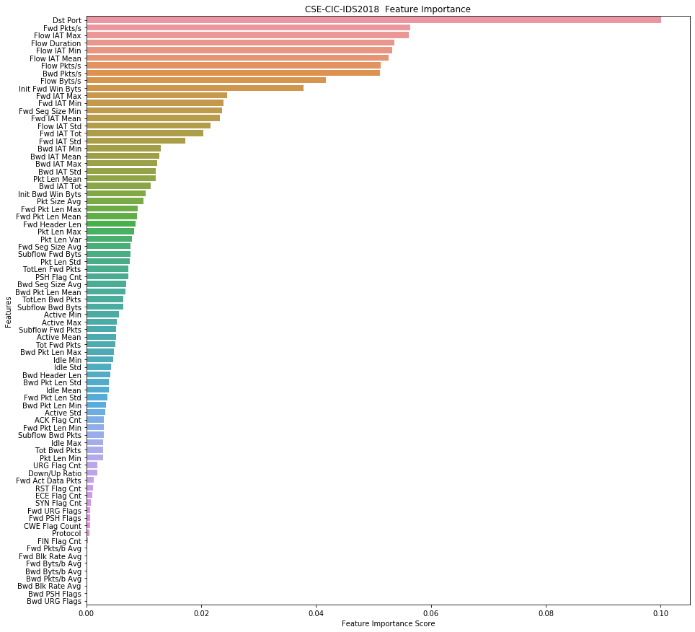 CSE-CIC-IDS2018  Feature Importance
Dst Port
Fwd Pkts/s
Flow IAT Max
Flow Duration
Flow IAT Min
Flow IAT Mean
Flow Pkts/s
Bwd Pkts/s
Flow Byts/s
Init Fwd Win Byts
Fwd IAT Max
Fwd IAT Min
Fwd Seg Size Min
Fwd IAT Mean
Flow IAT Std
Fwd IAT Tot
Fwd IAT Std
Bwd IAT Min
Bwd IAT Mean
Bwd IAT Max
Bwd IAT Std
Pkt Len Mean
Bwd IAT Tot
Init Bwd Win Byts
Pkt Size Avg
Fwd Pkt Len Max
Fwd Pkt Len Mean
Fwd Header Len
Pkt Len Max
Pkt Len Var
Fwd Seg Size Avg
Subflow Fwd Byts
Pkt Len Std
TotLen Fwd Pkts
PSH Flag Cnt
Bwd Seg Size Avg
Bwd Pkt Len Mean
TotLen Bwd Pkts
Subflow Bwd Byts
Active Min
Active Max
Subflow Fwd Pkts
Active Mean
Tot Fwd Pkts
Bwd Pkt Len Max
Idle Min
Idle Std
Bwd Header Len
Bwd Pkt Len Std
Idle Mean
Fwd Pkt Len Std
Bwd Pkt Len Min
Active Std
ACK Flag Cnt
Fwd Pkt Len Min
Subflow Bwd Pkts
Idle Max
Tot Bwd Pkts
Pkt Len Min
URG Flag Cnt
Down/Up Ratio
Fwd Act Data Pkts
RST Flag Cnt
ECE Flag Cnt
SYN Flag Cnt
Fwd URG Flags
Fwd PSH Flags
CWE Flag Count
Protocol
FIN Flag Cnt
Fwd Pkts/b Avg
Fwd Blk Rate Avg
Fwd Byts/b Avg
Bwd Byts/b Avg
Bwd Pkts/b Avg
Bwd Blk Rate Avg
Bwd PSH Flags
Bwd URG Flags
Features
0.00 0.02 0.04 0.06 0.08 0.10
Feature Importance Score